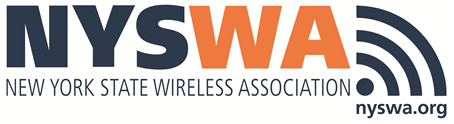 NYSWA
NEW YORK STATE WIRELESS ASSOCIATION
nyswa.org